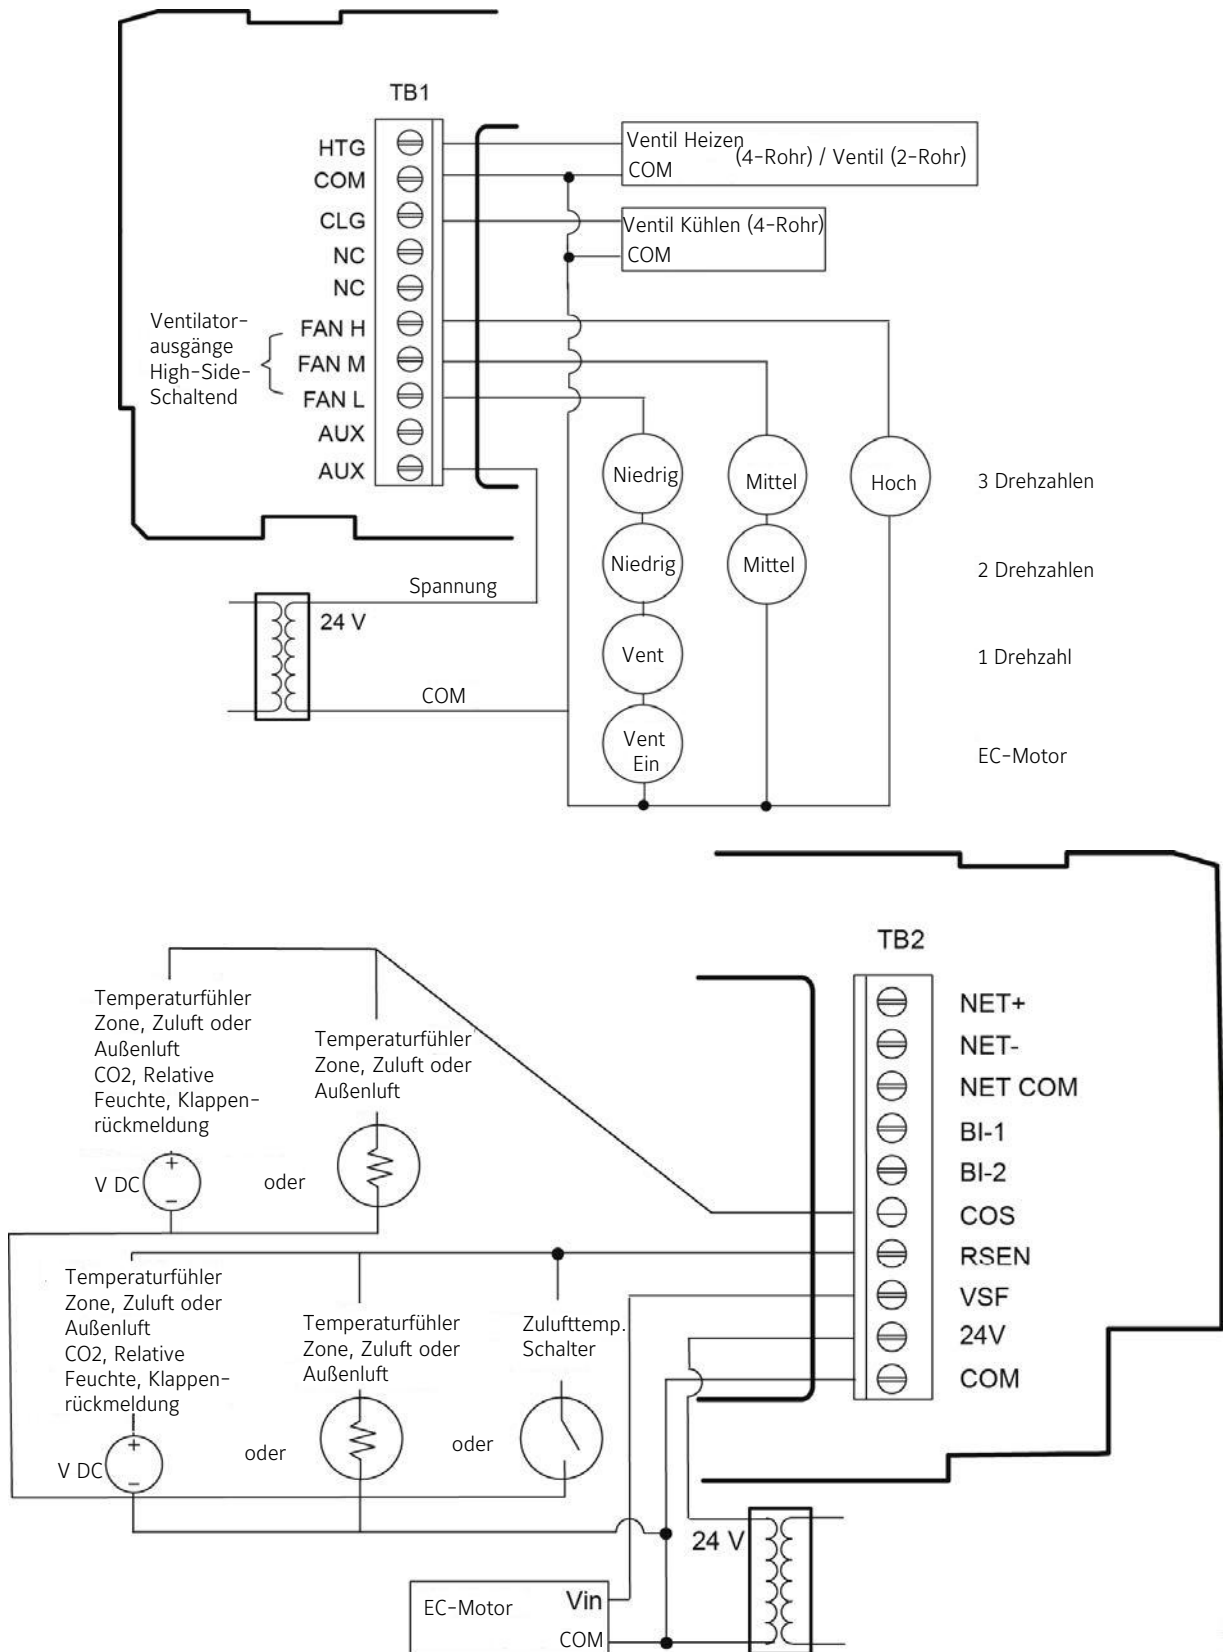 TB1
HTG
COM
CLG
NC
NC
FAN H
FAN M
FAN L
AUX
AUX
Ventilator-
ausgänge
High-Side-
Schaltend
Ventil Heizen
(4-Rohr) / Ventil (2-Rohr)
COM
Ventil Kühlen (4-Rohr)
COM
Niedrig
Mittel
Hoch
3 Drehzahlen
Niedrig
Mittel
2 Drehzahlen
Vent
1 Drehzahl
Vent
Ein
EC-Motor
Spannung
24 V
COM
TB2
NET+
NET-
NET COM
BI-1
BI-2
COS
RSEN
VSF
24V
COM
Temperaturfühler
Zone, Zuluft oder
Außenluft
CO2, Relative
Feuchte, Klappen-
rückmeldung
Temperaturfühler
Zone, Zuluft oder
Außenluft
V DC
+
-
oder
Temperaturfühler
Zone, Zuluft oder
Außenluft
CO2, Relative
Feuchte, Klappen-
rückmeldung
Temperaturfühler
Zone, Zuluft oder
Außenluft
Zulufttemp.
Schalter
V DC
+
-
oder
oder
24 V
EC-Motor
Vin
COM